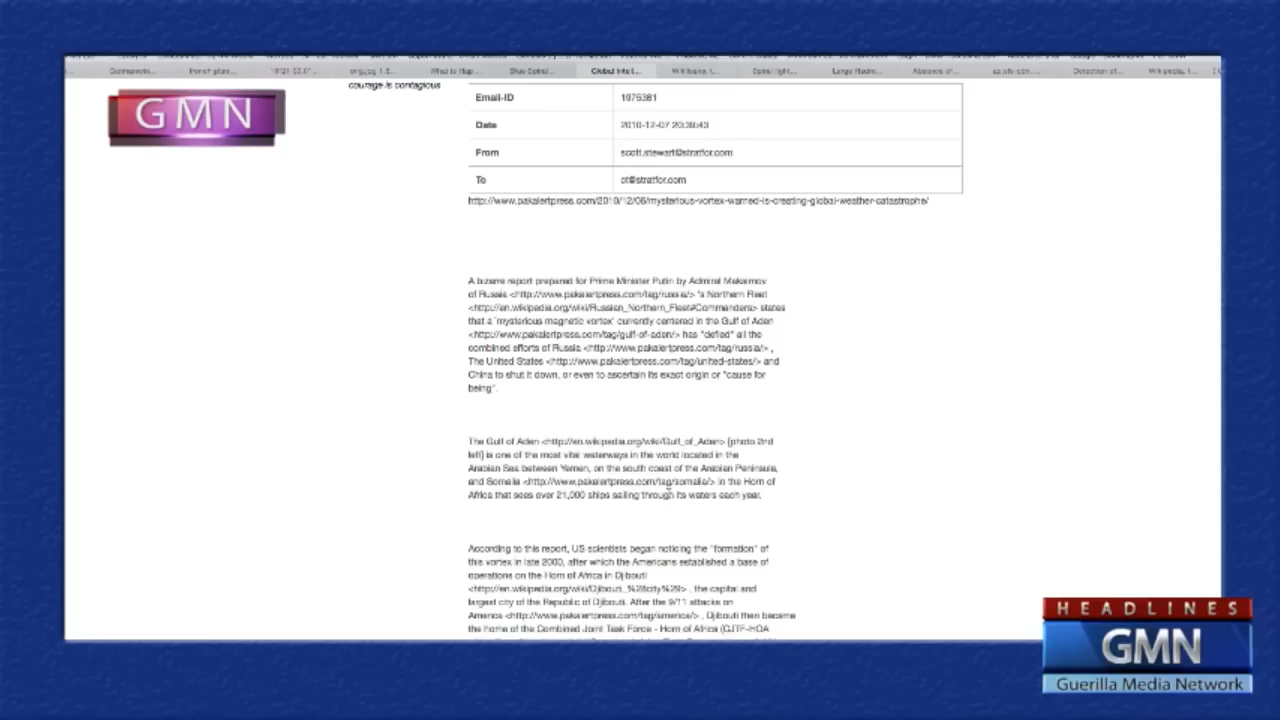 Global Intel...
courage is contagious
GMN
Email-ID 1075381
Date 2010-12-07 20:39:43
From scott.stewart@stratfor.com
To ct@stratfor.com
http://www.pakalertpress.com/2010/12/06/mysterious-vortex-warned-is-creating-global-weather-catastrophe/
A bizarre report prepared for Prime Minister Putin by Admiral Maksimov
of Russia <http://www.pakalertpress.com/tag/russia/> 's Northern Fleet
<http://en.wikipedia.org/wiki/Russian_Northern_Fleet#Commanders> states
that a 'mysterious magnetic vortex' currently centered in the Gulf of Aden
<http://www.pakalertpress.com/tag/gulf-of-aden/> has "defied" all the
combined efforts of Russia <http://www.pakalertpress.com/tag/russia/> ,
The United States <http://www.pakalertpress.com/tag/united-states/> and
China to shut it down, or even to ascertain its exact origin or "cause for
being".
The Gulf of Aden <http://en.wikipedia.org/wiki/Gulf_of_Aden> [photo 2nd
left] is one of the most vital waterways in the world located in the
Arabian Sea between Yemen, on the south coast of the Arabian Peninsula,
and Somalia <http://www.pakalertpress.com/tag/somalia/> in the Horn of
Africa that sees over 21,000 ships sailing through its waters each year.
According to this report, US scientists began noticing the "formation" of
this vortex in late 2000, after which the Americans established a base of
operations on the Horn of Africa in Djibouti
<http://en.wikipedia.org/wiki/Djibouti_%28city%29> , the capital and
largest city of the Republic of Djibouti. After the 9/11 attacks on
America <http://www.pakalertpress.com/tag/america/> , Djibouti then became
the home of the Combined Joint Task Force - Horn of Africa (CJTF-HOA
HEADLINES
GMN
Guerilla Media Network